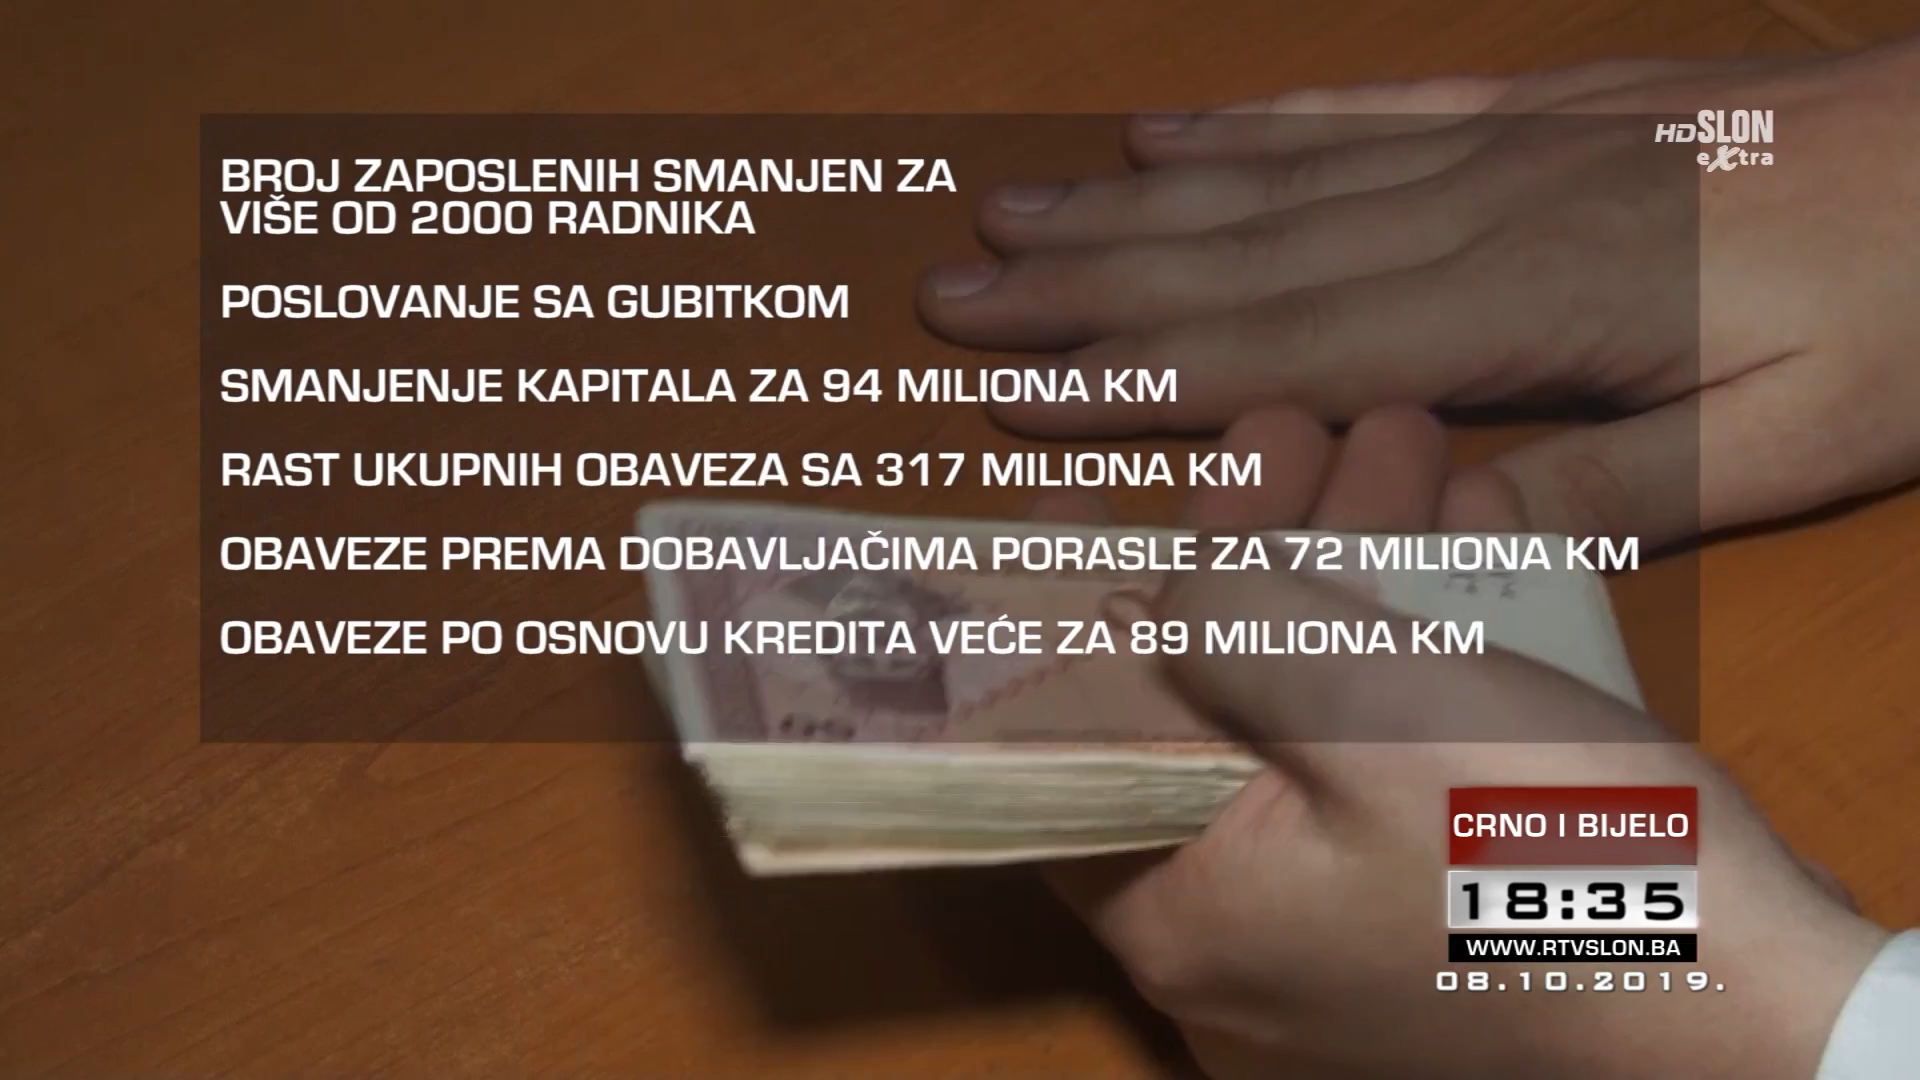 HD SLON
eXtra
BROJ ZAPOSLENIH SMANJEN ZA
VIŠE OD 2000 RADNIKA
POSLOVANJE SA GUBITKOM
SMANJENJE KAPITALA ZA 94 MILIONA KM
RAST UKUPNIH OBAVEZA SA 317 MILIONA KM
OBAVEZE PREMA DOBAVLJAČIMA PORASLE ZA 72 MILIONA KM
OBAVEZE PO OSNOVU KREDITA VEĆE ZA 89 MILIONA KM
CRNO I BIJELO
18:35
WWW.RTVSLON.BA
08.10.2019.